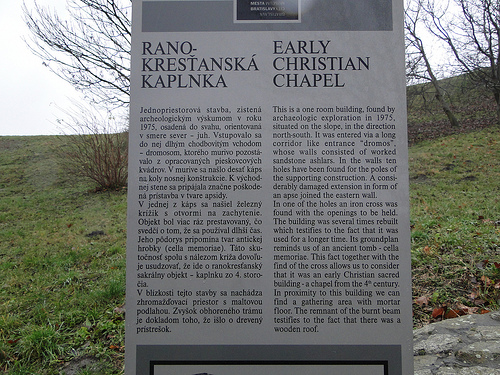 MESTA
BRATISLAVA
RANO-
KRESŤANSKÁ
KAPLNKA
Jednopriestorová stavba, zistená
archeologickým výskumom v roku
1975, osadená do svahu, orientovaná
v smere sever – juh. Vstupovalo sa
do nej dlhým chodbovitým vchodom
– dromosom, ktorého murivo pozostá-
valo z opracovaných pieskovcových
kvádrov. V murive sa našlo desať káps
na koly nosnej konštrukcie. K východ-
nej stene sa pripájala značne poškode-
ná prístavba v tvare apsidy.
V jednej z káps sa našiel železný
krížik s otvormi na zachytenie.
Objekt bol viac ráz prestavovaný, čo
svedčí o tom, že sa používal dlhší čas.
Jeho pôdorys pripomína tvar antickej
hrobky (cella memoriae). Táto sku-
točnosť spolu s nálezom kríža dovoľu-
je usudzovať, že ide o ranokresťanský
sakrálny objekt – kaplnku zo 4. storo-
čia.
V blízkosti tejto stavby sa nachádza
zhromažďovací priestor s maltovou
podlahou. Zvyšok obhoreného trámu
je dokladom toho, že išlo o drevený
prístrešok.
EARLY
CHRISTIAN
CHAPEL
This is a one room building, found by
archaeologic exploration in 1975,
situated on the slope, in the direction
north-south. It was entered via a long
corridor like entrance "dromos",
whose walls consisted of worked
sandstone ashlars. In the walls ten
holes have been found for the poles of
the supporting construction. A consi-
derably damaged extension in form of
an apse joined the eastern wall.
In one of the holes an iron cross was
found with the openings to be held.
The building was several times rebuilt
which testifies to the fact that it was
used for a longer time. Its groundplan
reminds us of an ancient tomb - cella
memoriae. This fact together with the
find of the cross allows us to consider
that it was an early Christian sacred
building - a chapel from the 4th century.
In proximity to this building we can
find a gathering area with mortar
floor. The remnant of the burnt beam
testifies to the fact that there was a
wooden roof.